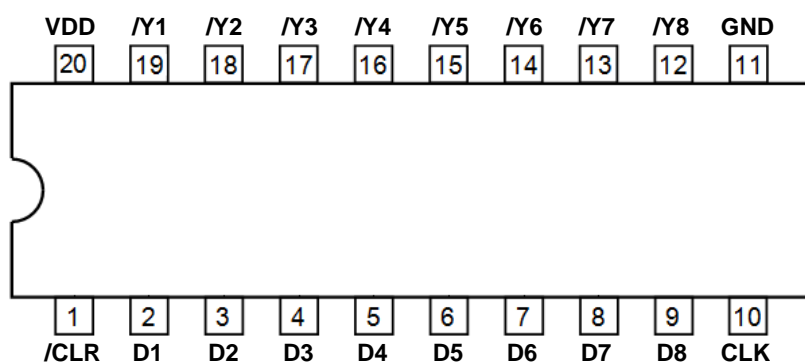 VDD /Y1 /Y2 /Y3 /Y4 /Y5 /Y6 /Y7 /Y8 GND
20 19 18 17 16 15 14 13 12 11
1 2 3 4 5 6 7 8 9 10
/CLR D1 D2 D3 D4 D5 D6 D7 D8 CLK